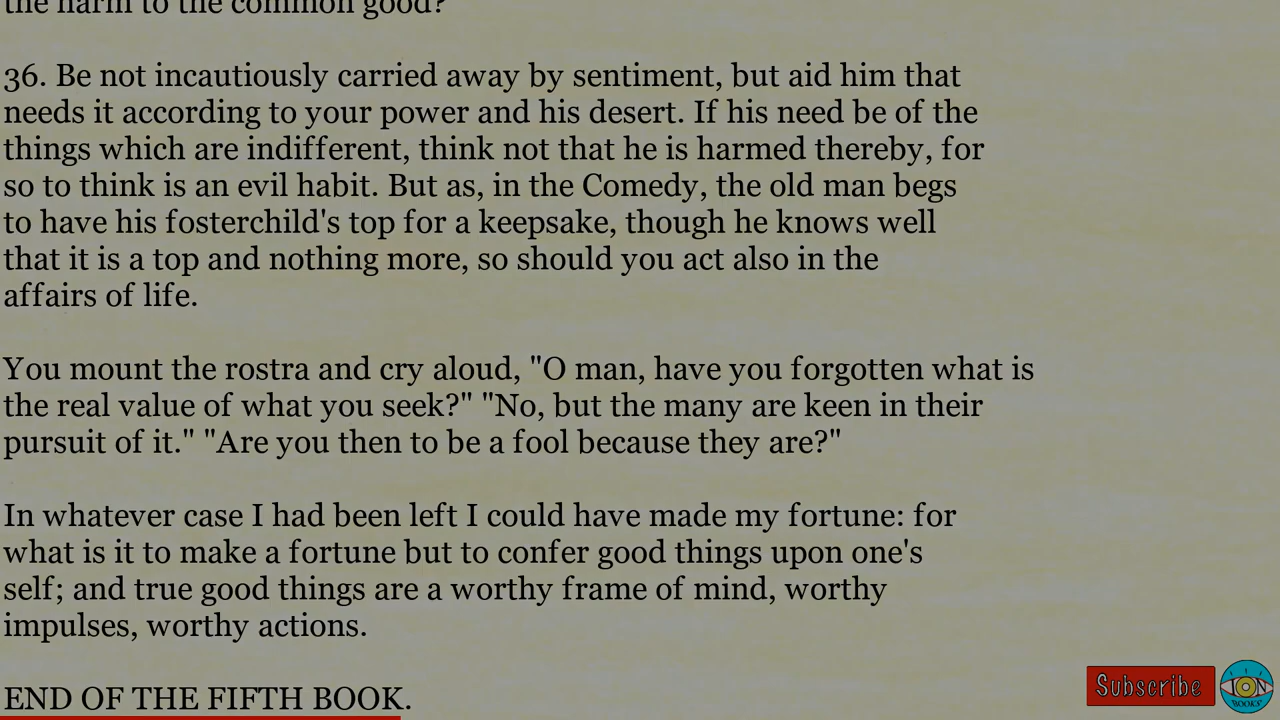 the harm to the common good?
36. Be not incautiously carried away by sentiment, but aid him that
needs it according to your power and his desert. If his need be of the
things which are indifferent, think not that he is harmed thereby, for
so to think is an evil habit. But as, in the Comedy, the old man begs
to have his fosterchild's top for a keepsake, though he knows well
that it is a top and nothing more, so should you act also in the
affairs of life.
You mount the rostra and cry aloud, "O man, have you forgotten what is
the real value of what you seek?" "No, but the many are keen in their
pursuit of it." "Are you then to be a fool because they are?"
In whatever case I had been left I could have made my fortune: for
what is it to make a fortune but to confer good things upon one's
self; and true good things are a worthy frame of mind, worthy
impulses, worthy actions.
END OF THE FIFTH BOOK.
Subscribe
ION
BOOKS